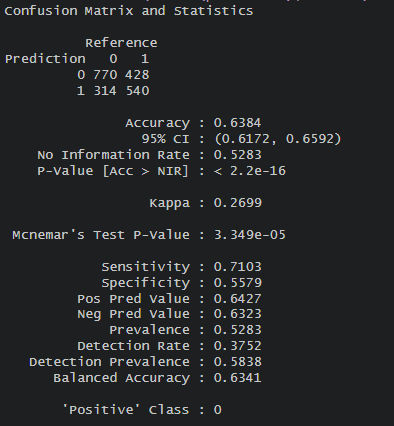 Confusion Matrix and Statistics
Reference
Prediction 0 1
0 770 428
1 314 540
Accuracy : 0.6384
95% CI : (0.6172, 0.6592)
No Information Rate : 0.5283
P-Value [Acc > NIR] : < 2.2e-16
Kappa : 0.2699
Mcnemar's Test P-Value : 3.349e-05
Sensitivity : 0.7103
Specificity : 0.5579
Pos Pred Value : 0.6427
Neg Pred Value : 0.6323
Prevalence : 0.5283
Detection Rate : 0.3752
Detection Prevalence : 0.5838
Balanced Accuracy : 0.6341
'Positive' Class : 0